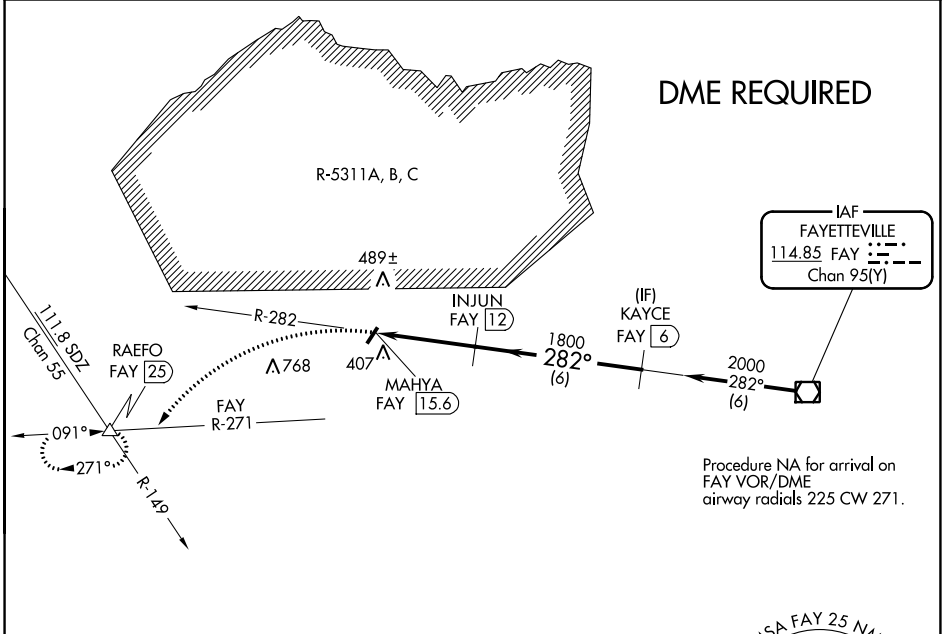 DME REQUIRED
R-5311A, B, C
IAF
FAYETTEVILLE
114.85 FAY
Chan 95(Y)
489±
INJUN
FAY 12
(IF)
KAYCE
FAY 6
R-282
1800
282°
(6)
2000
282°
(6)
111.8 SDZ
Chan 55
RAEFO
FAY 25
768
407
MAHYA
FAY 15.6
FAY
R-271
091°
271°
R-149
Procedure NA for arrival on
FAY VOR/DME
airway radials 225 CW 271.
FAY 25